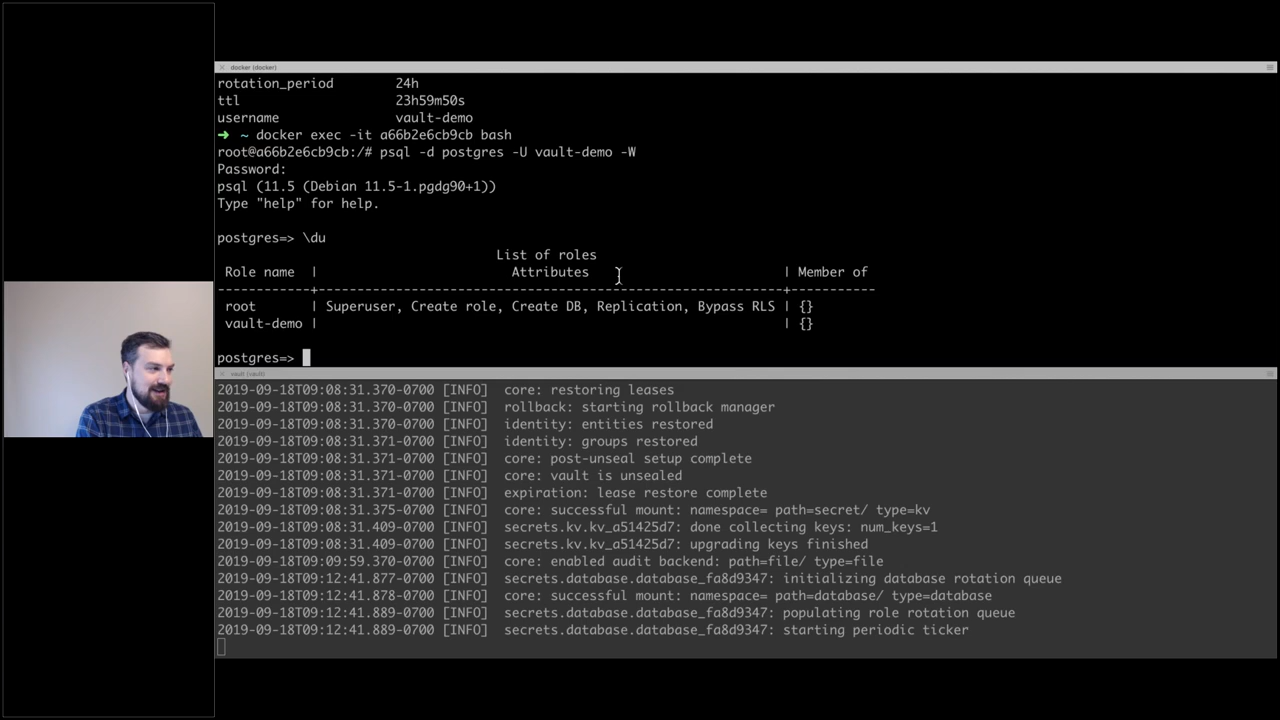 docker (docker)
rotation_period 24h
ttl 23h59m50s
username vault-demo
➜ ~ docker exec -it a66b2e6cb9cb bash
root@a66b2e6cb9cb:/# psql -d postgres -U vault-demo -W
Password:
psql (11.5 (Debian 11.5-1.pgdg90+1))
Type "help" for help.
postgres=> \du
List of roles
Role name | Attributes | Member of
------------+------------------------------------------------------------+-----------
root | Superuser, Create role, Create DB, Replication, Bypass RLS | {}
vault-demo | | {}
postgres=>
vault (vault)
2019-09-18T09:08:31.370-0700 [INFO] core: restoring leases
2019-09-18T09:08:31.370-0700 [INFO] rollback: starting rollback manager
2019-09-18T09:08:31.370-0700 [INFO] identity: entities restored
2019-09-18T09:08:31.371-0700 [INFO] identity: groups restored
2019-09-18T09:08:31.371-0700 [INFO] core: post-unseal setup complete
2019-09-18T09:08:31.371-0700 [INFO] core: vault is unsealed
2019-09-18T09:08:31.371-0700 [INFO] expiration: lease restore complete
2019-09-18T09:08:31.375-0700 [INFO] core: successful mount: namespace= path=secret/ type=kv
2019-09-18T09:08:31.409-0700 [INFO] secrets.kv.kv_a51425d7: done collecting keys: num_keys=1
2019-09-18T09:08:31.409-0700 [INFO] secrets.kv.kv_a51425d7: upgrading keys finished
2019-09-18T09:09:59.370-0700 [INFO] core: enabled audit backend: path=file/ type=file
2019-09-18T09:12:41.877-0700 [INFO] secrets.database.database_fa8d9347: initializing database rotation queue
2019-09-18T09:12:41.878-0700 [INFO] core: successful mount: namespace= path=database/ type=database
2019-09-18T09:12:41.889-0700 [INFO] secrets.database.database_fa8d9347: populating role rotation queue
2019-09-18T09:12:41.889-0700 [INFO] secrets.database.database_fa8d9347: starting periodic ticker